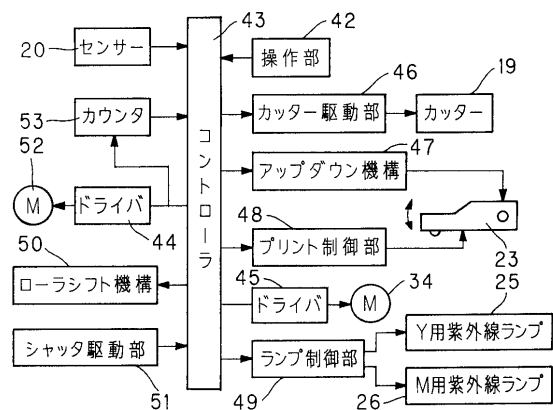 43
42
20
センサー
操作部
46
19
53
カウンタ
カッター駆動部
カッター
52
47
コントローラ
アップダウン機構
M
ドライバ
48
44
50
プリント制御部
23
45
34
25
ローラシフト機構
ドライバ
M
Y用紫外線ランプ
シャッタ駆動部
ランプ制御部
M用紫外線ランプ
51
49
26